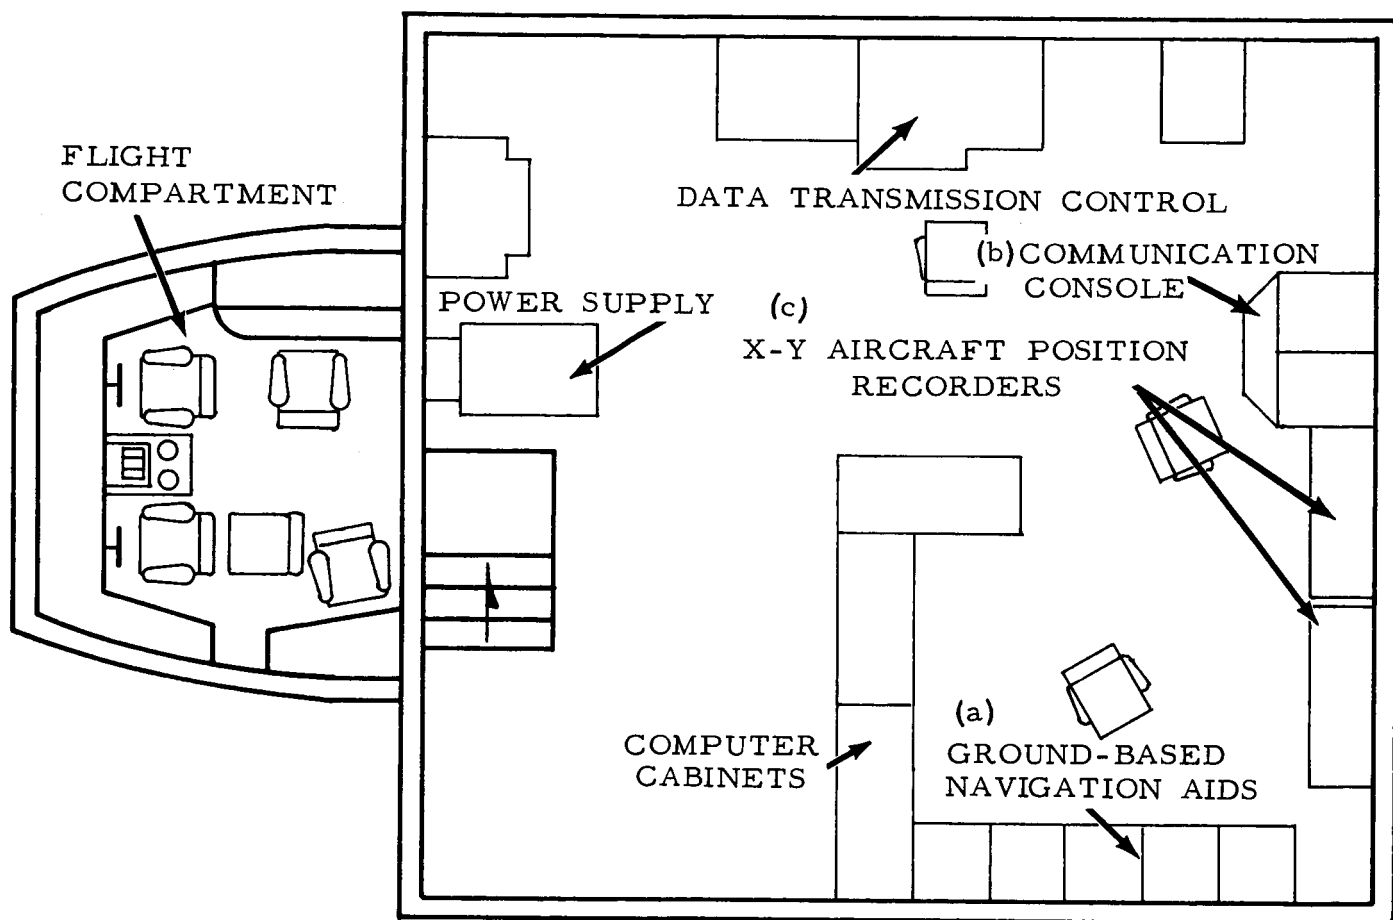 FLIGHT
COMPARTMENT
DATA TRANSMISSION CONTROL
(b) COMMUNICATION
CONSOLE
POWER SUPPLY
(c)
X-Y AIRCRAFT POSITION
RECORDERS
(a)
COMPUTER
CABINETS
GROUND-BASED
NAVIGATION AIDS